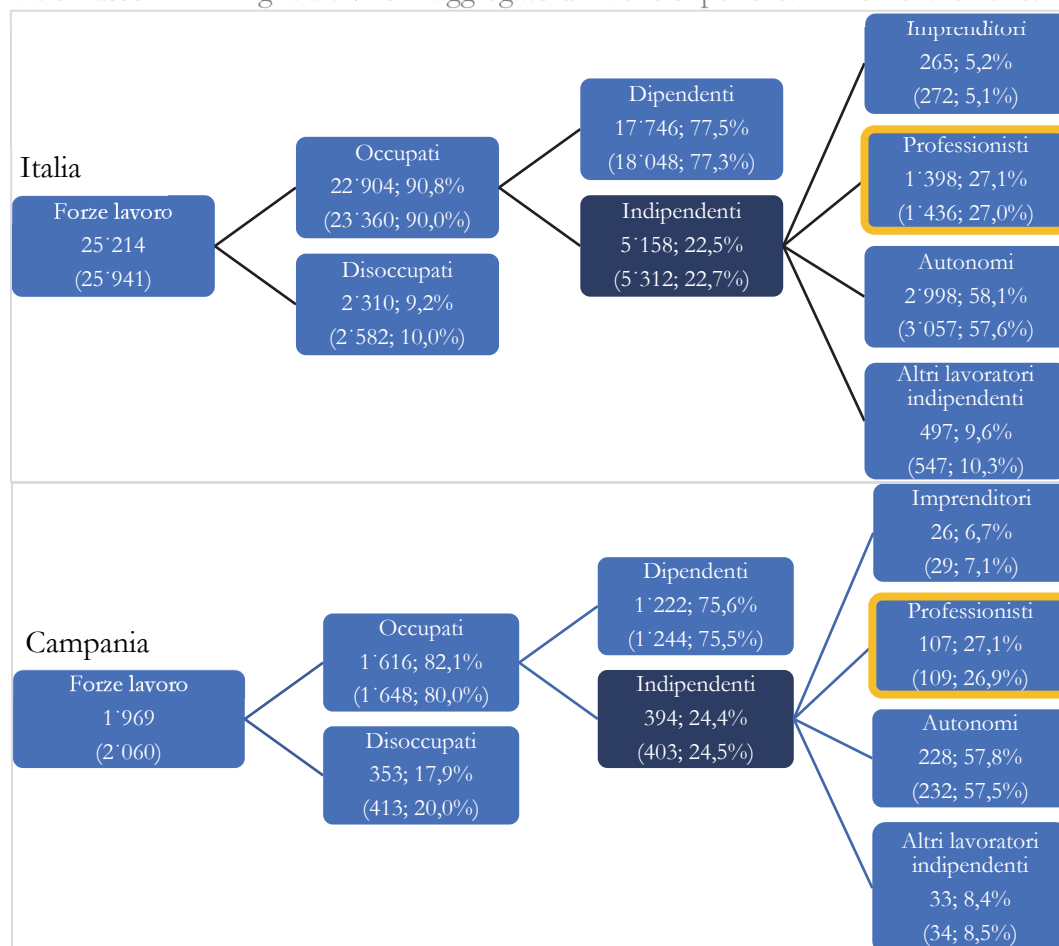 Italia
Forze lavoro
25˙214
(25˙941)
Occupati
22˙904; 90,8%
(23˙360; 90,0%)
Disoccupati
2˙310; 9,2%
(2˙582; 10,0%)
Dipendenti
17˙746; 77,5%
(18˙048; 77,3%)
Indipendenti
5˙158; 22,5%
(5˙312; 22,7%)
Imprenditori
265; 5,2%
(272; 5,1%)
Professionisti
1˙398; 27,1%
(1˙436; 27,0%)
Autonomi
2˙998; 58,1%
(3˙057; 57,6%)
Altri lavoratori
indipendenti
497; 9,6%
(547; 10,3%)
Campania
Forze lavoro
1˙969
(2˙060)
Occupati
1˙616; 82,1%
(1˙648; 80,0%)
Disoccupati
353; 17,9%
(413; 20,0%)
Dipendenti
1˙222; 75,6%
(1˙244; 75,5%)
Indipendenti
394; 24,4%
(403; 24,5%)
Imprenditori
26; 6,7%
(29; 7,1%)
Professionisti
107; 27,1%
(109; 26,9%)
Autonomi
228; 57,8%
(232; 57,5%)
Altri lavoratori
indipendenti
33; 8,4%
(34; 8,5%)